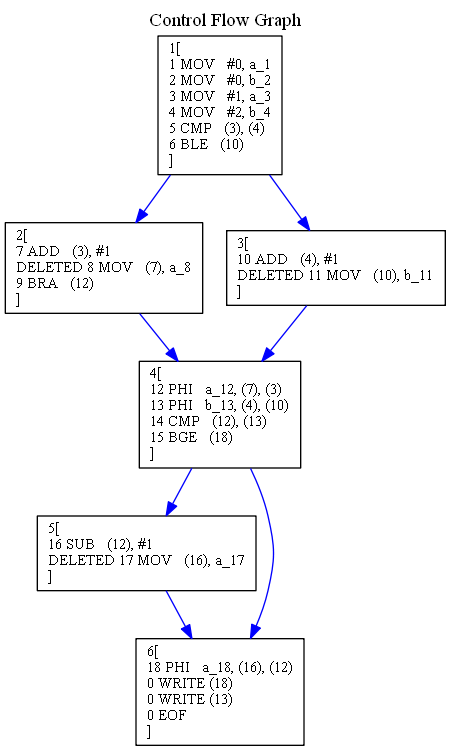 Control Flow Graph
1[
1 MOV #0, a_1
2 MOV #0, b_2
3 MOV #1, a_3
4 MOV #2, b_4
5 CMP (3), (4)
6 BLE (10)
]
2[
7 ADD (3), #1
DELETED 8 MOV (7), a_8
9 BRA (12)
]
3[
10 ADD (4), #1
DELETED 11 MOV (10), b_11
]
4[
12 PHI a_12, (7), (3)
13 PHI b_13, (4), (10)
14 CMP (12), (13)
15 BGE (18)
]
5[
16 SUB (12), #1
DELETED 17 MOV (16), a_17
]
6[
18 PHI a_18, (16), (12)
0 WRITE (18)
0 WRITE (13)
0 EOF
]